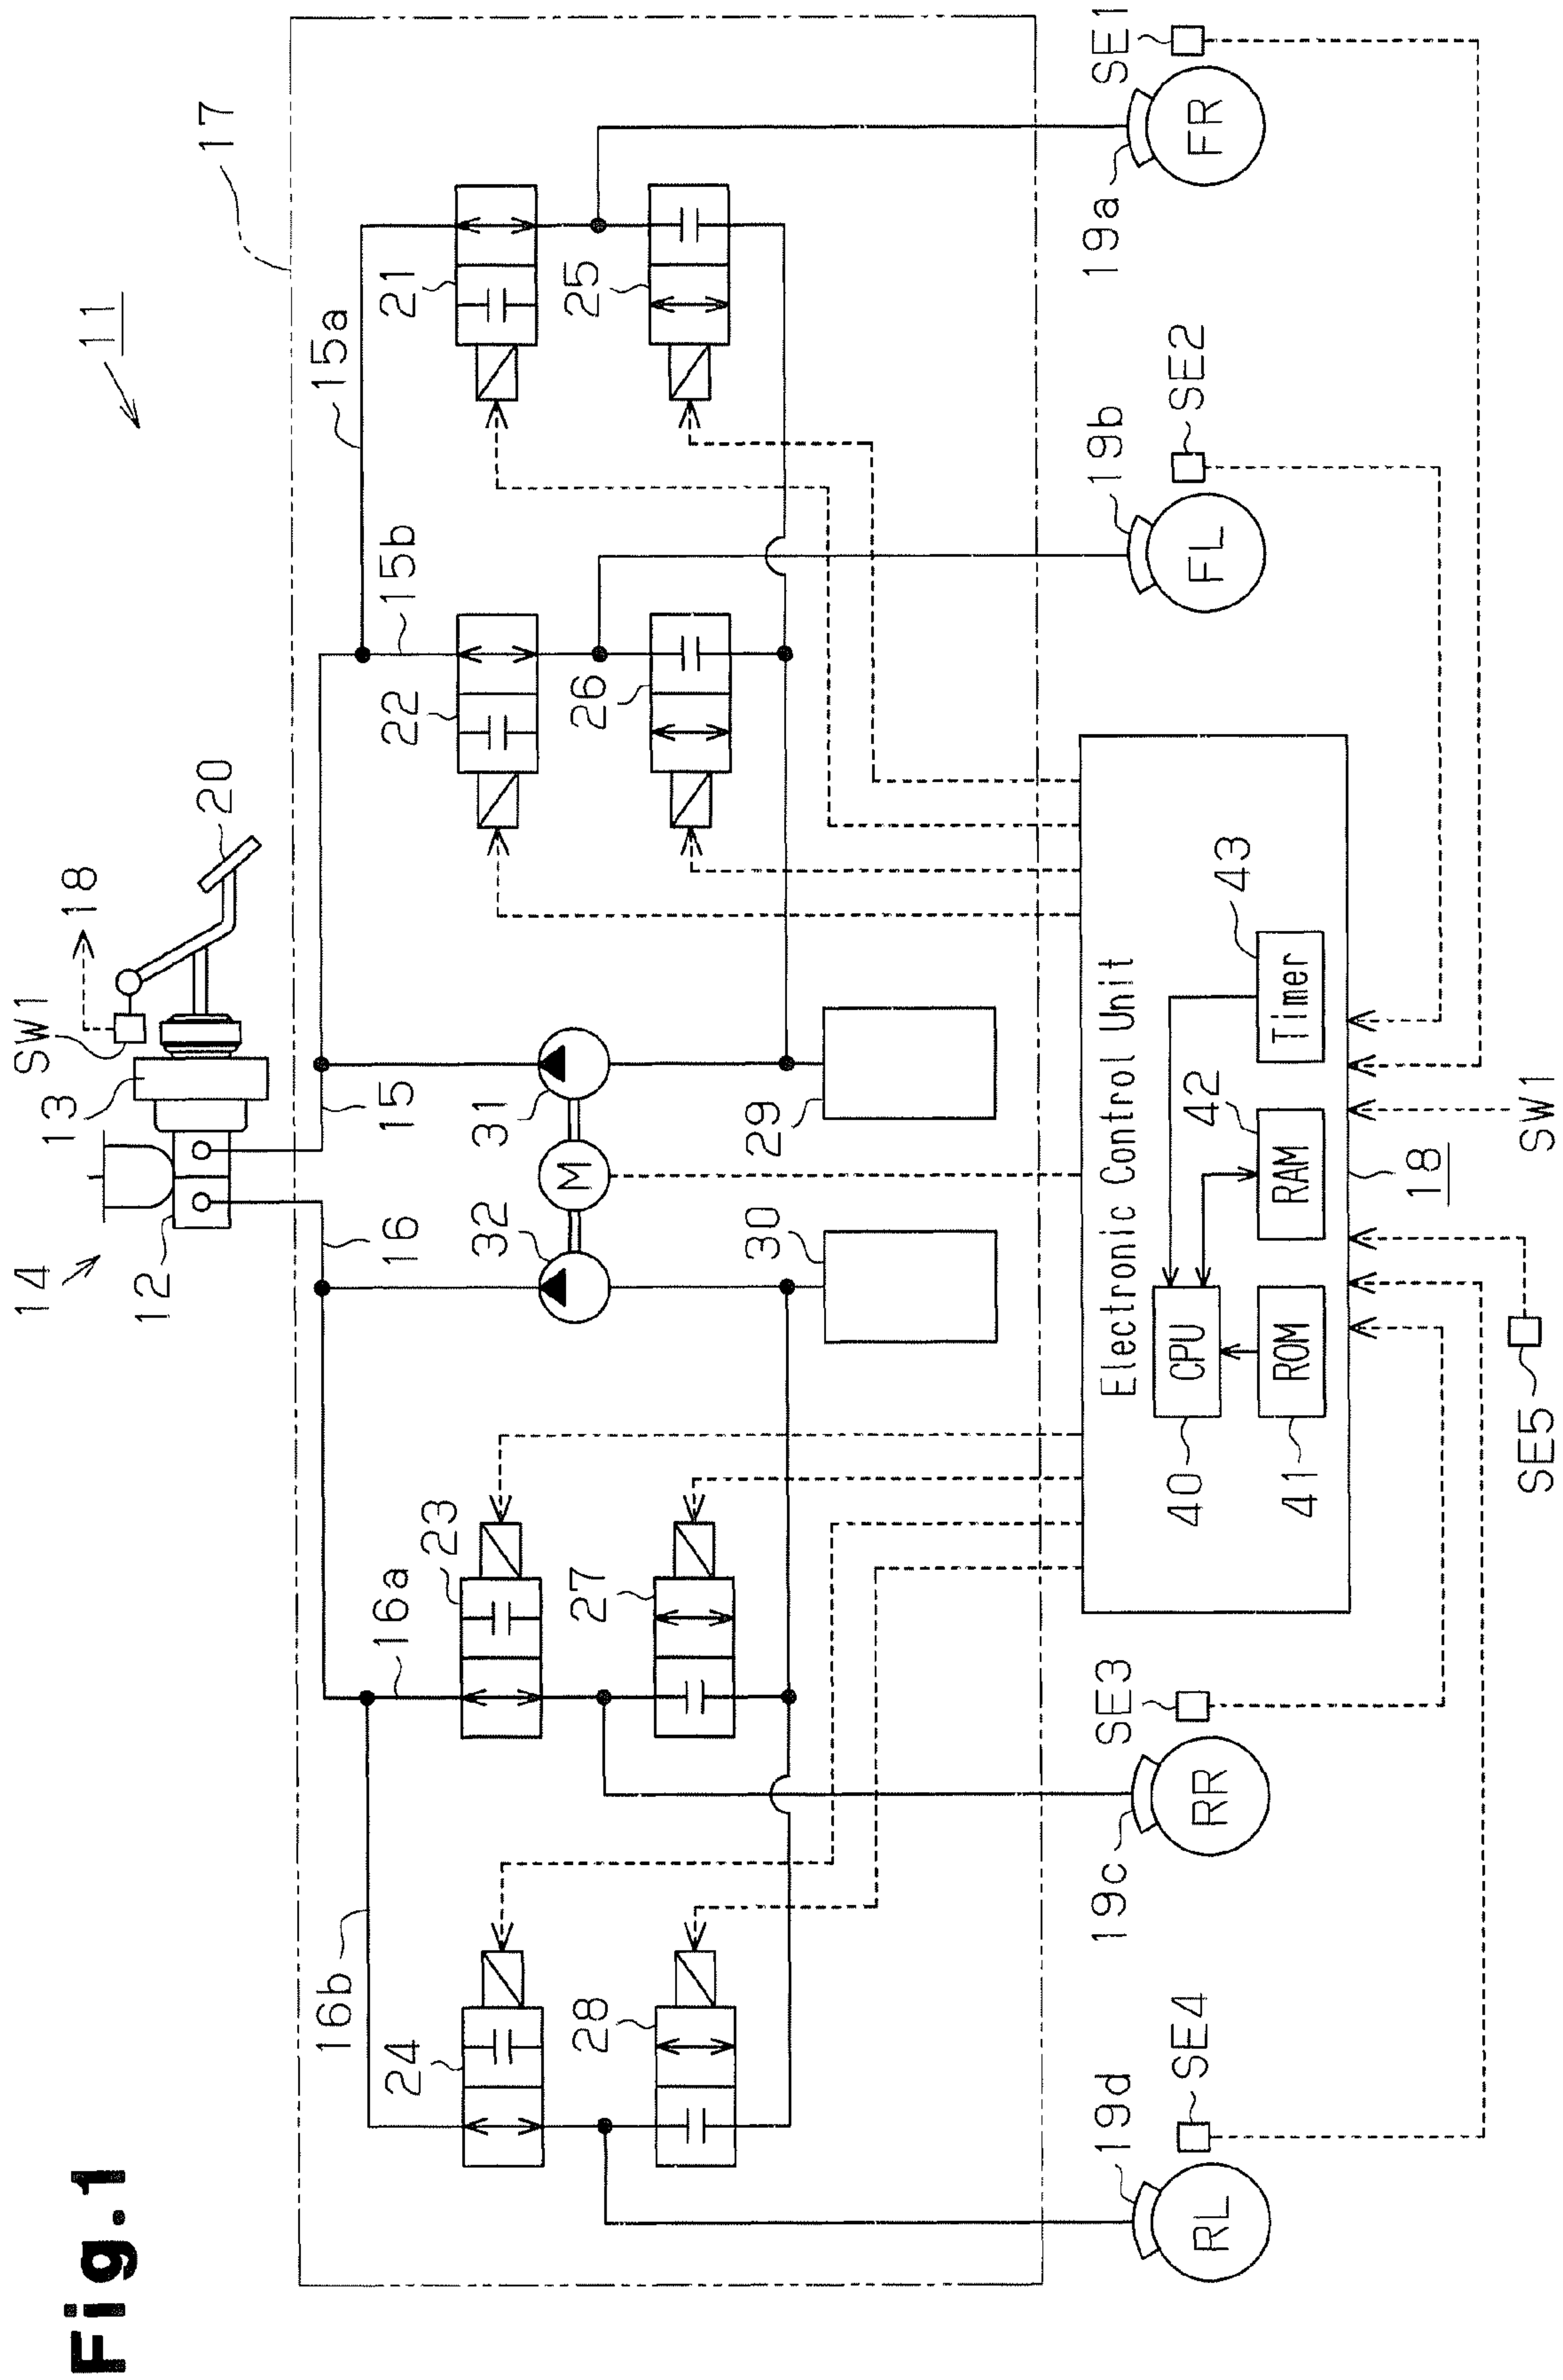 Fig.1
11
14
12
13
SW1
18
20
17
16
15
16b
16a
15b
15a
24
23
22
21
32
M
31
28
27
26
25
30
29
Electronic Control Unit
40
CPU
41
ROM
42
RAM
43
Timer
18
19d
RL
SE4
19c
RR
SE3
19b
FL
SE2
19a
FR
SE1
SE5
SW1